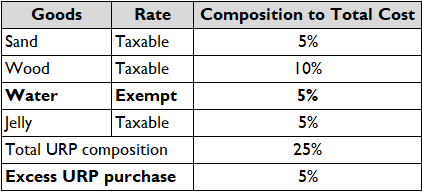 Goods Rate Composition to Total Cost
Sand Taxable 5%
Wood Taxable 10%
Water Exempt 5%
Jelly Taxable 5%
Total URP composition 25%
Excess URP purchase 5%